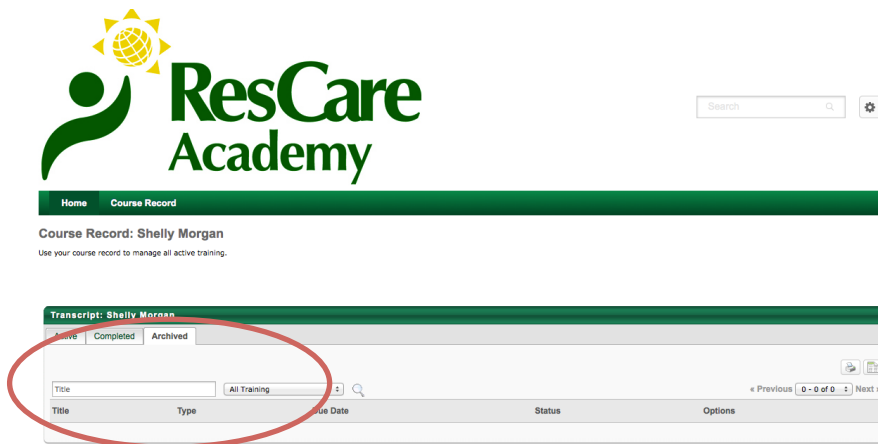 ResCare
Academy
Search
Home Course Record
Course Record: Shelly Morgan
Use your course record to manage all active training.
Transcript: Shelly Morgan
Active Completed Archived
Title All Training « Previous 0 - 0 of 0 Next »
Title Type Due Date Status Options